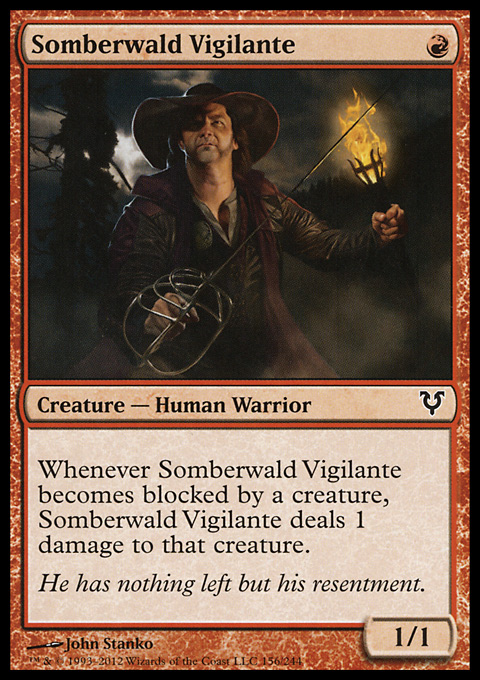 Somberwald Vigilante
Creature — Human Warrior
Whenever Somberwald Vigilante
becomes blocked by a creature,
Somberwald Vigilante deals 1
damage to that creature.
He has nothing left but his resentment.
1/1
John Stanko
™ & © 1993–2012 Wizards of the Coast LLC 156/244